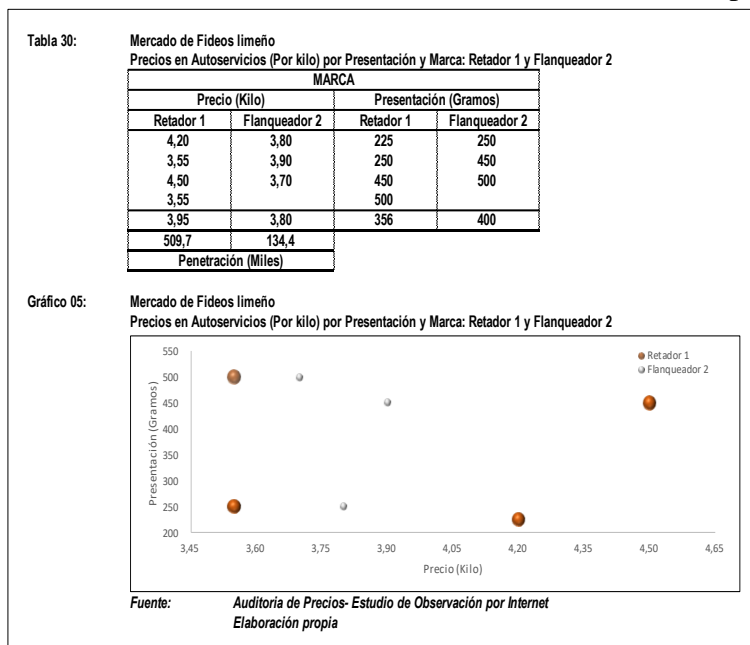 Tabla 30: Mercado de Fideos limeño
Precios en Autoservicios (Por kilo) por Presentación y Marca: Retador 1 y Flanqueador 2
MARCA
Precio (Kilo) Presentación (Gramos)
Retador 1 Flanqueador 2 Retador 1 Flanqueador 2
4,20 3,80 225 250
3,55 3,90 250 450
4,50 3,70 450 500
3,55 500
3,95 3,80 356 400
509,7 134,4
Penetración (Miles)
Gráfico 05: Mercado de Fideos limeño
Precios en Autoservicios (Por kilo) por Presentación y Marca: Retador 1 y Flanqueador 2
Retador 1
Flanqueador 2
Presentación (Gramos)
550
500
450
400
350
300
250
200
3,45 3,60 3,75 3,90 4,05 4,20 4,35 4,50 4,65
Precio (Kilo)
Fuente: Auditoria de Precios- Estudio de Observación por Internet
Elaboración propia